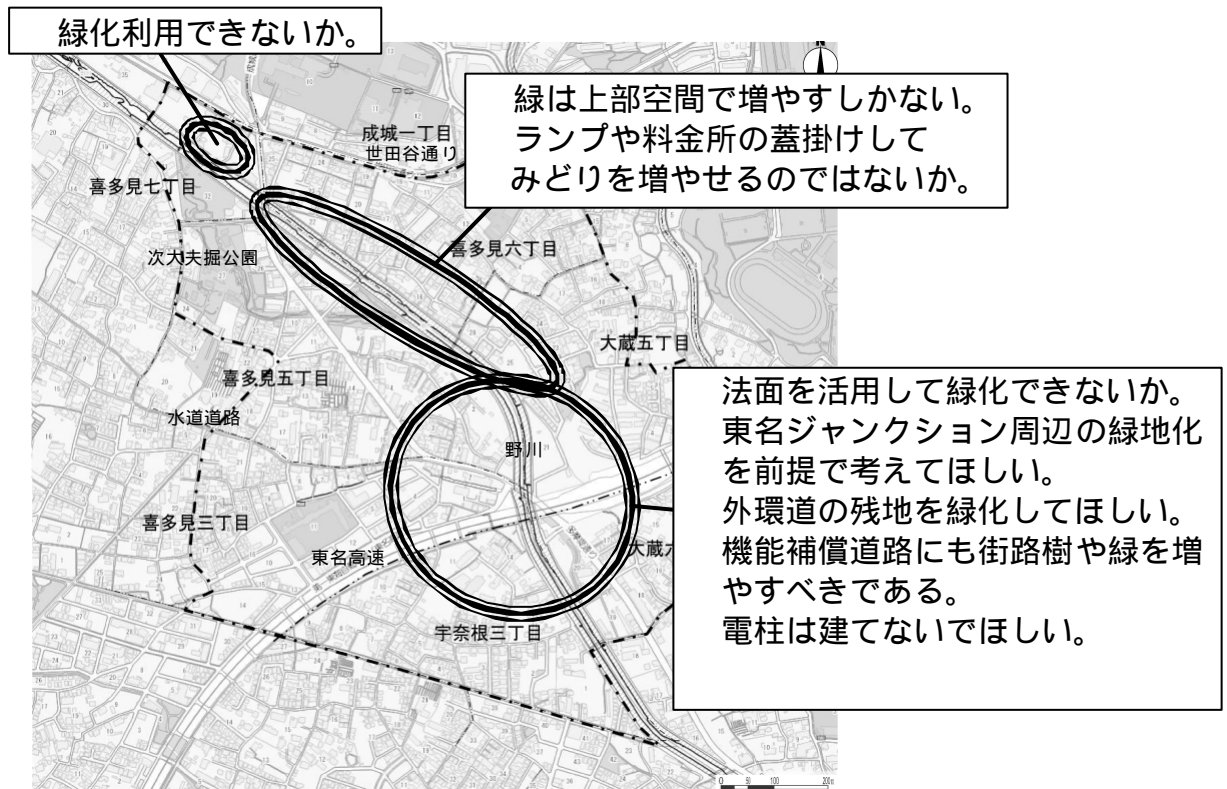 緑化利用できないか。
緑は上部空間で増やすしかない。
ランプや料金所の蓋掛けして
みどりを増やせるのではないか。
成城一丁目
世田谷通り
喜多見七丁目
次大夫堀公園
喜多見六丁目
大蔵五丁目
喜多見五丁目
水道道路
野川
喜多見三丁目
東名高速
大蔵六
宇奈根三丁目
法面を活用して緑化できないか。
東名ジャンクション周辺の緑地化
を前提で考えてほしい。
外環道の残地を緑化してほしい。
機能補償道路にも街路樹や緑を増
やすべきである。
電柱は建てないでほしい。
0 50 100 200m